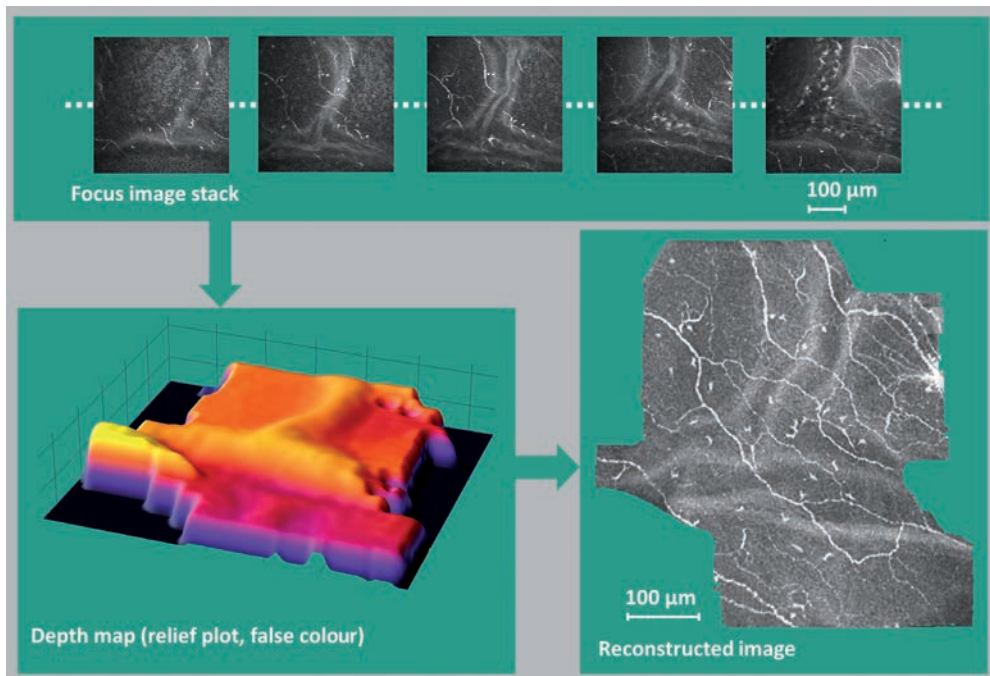 Focus image stack
100 µm
Depth map (relief plot, false colour)
100 µm
Reconstructed image